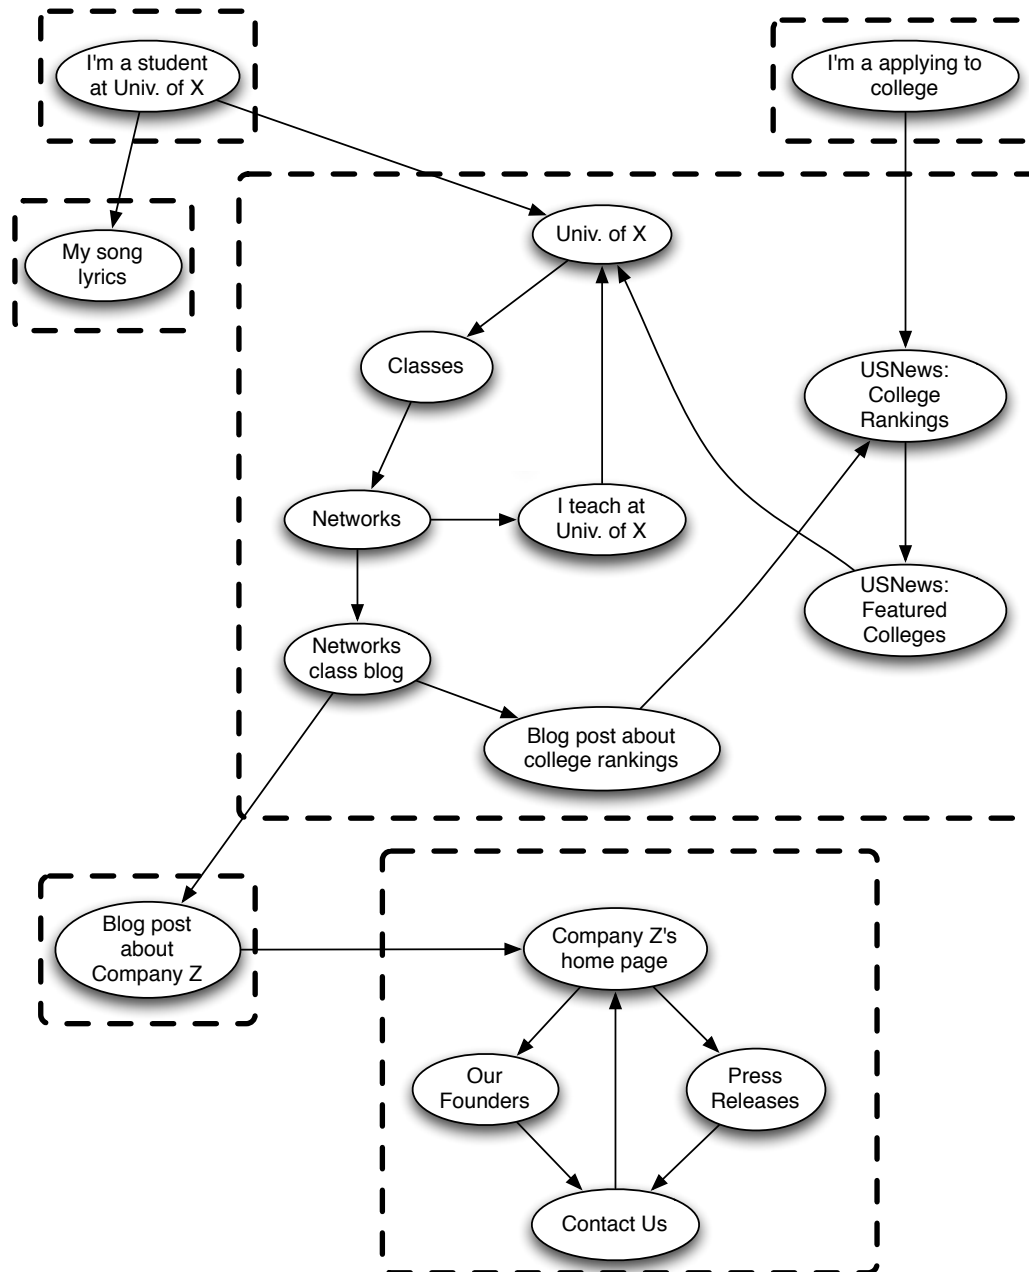 I'm a student
at Univ. of X
I'm a applying to
college
Univ. of X
My song
lyrics
Classes
USNews:
College
Rankings
Networks
I teach at
Univ. of X
USNews:
Featured
Colleges
Networks
class blog
Blog post about
college rankings
Blog post
about
Company Z
Company Z's
home page
Our
Founders
Press
Releases
Contact Us